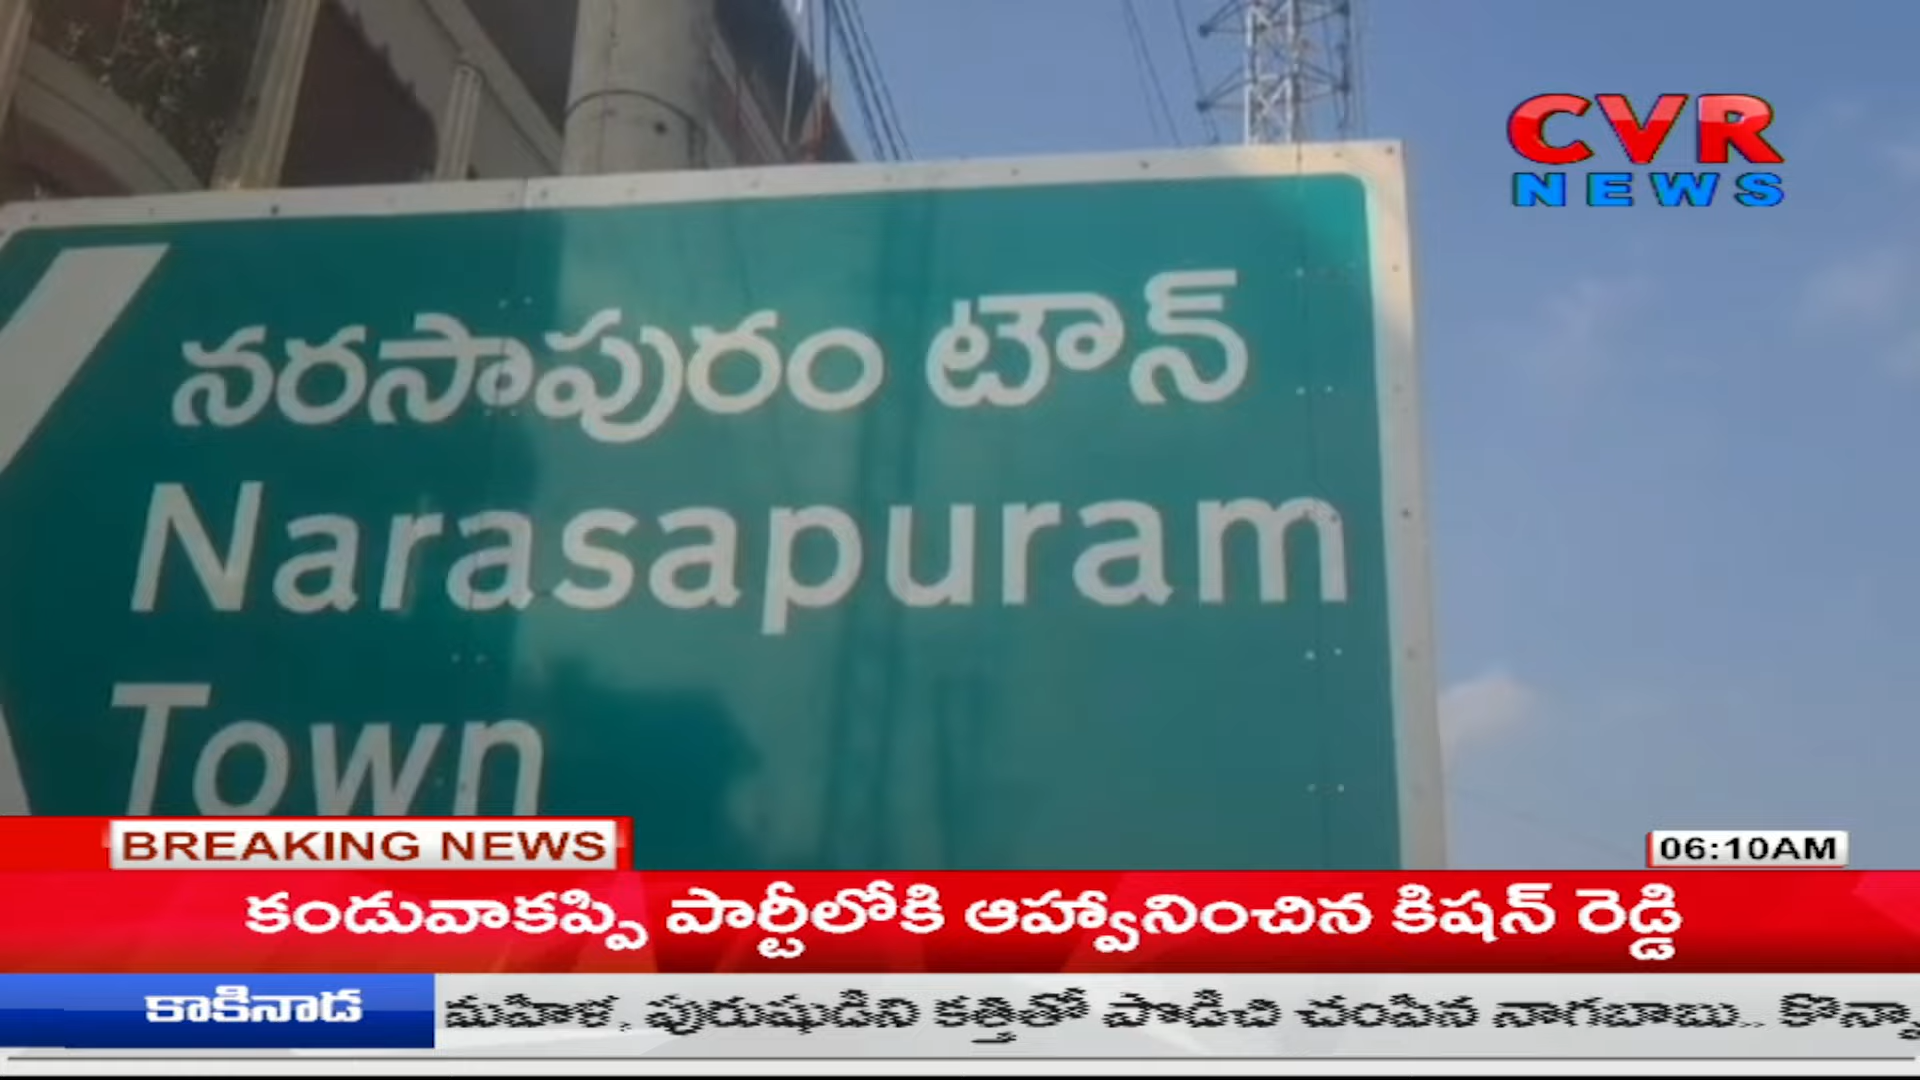 CVR
NEWS
నరసాపురం టౌన్
Narasapuram
Town
BREAKING NEWS
06:10AM
కండువాకప్పి పార్టీలోకి ఆహ్వానించిన కిషన్ రెడ్డి
కాకినాడ
మహిళ, పురుషుడిని కత్తితో పొడిచి చంపిన నాగబాబు..